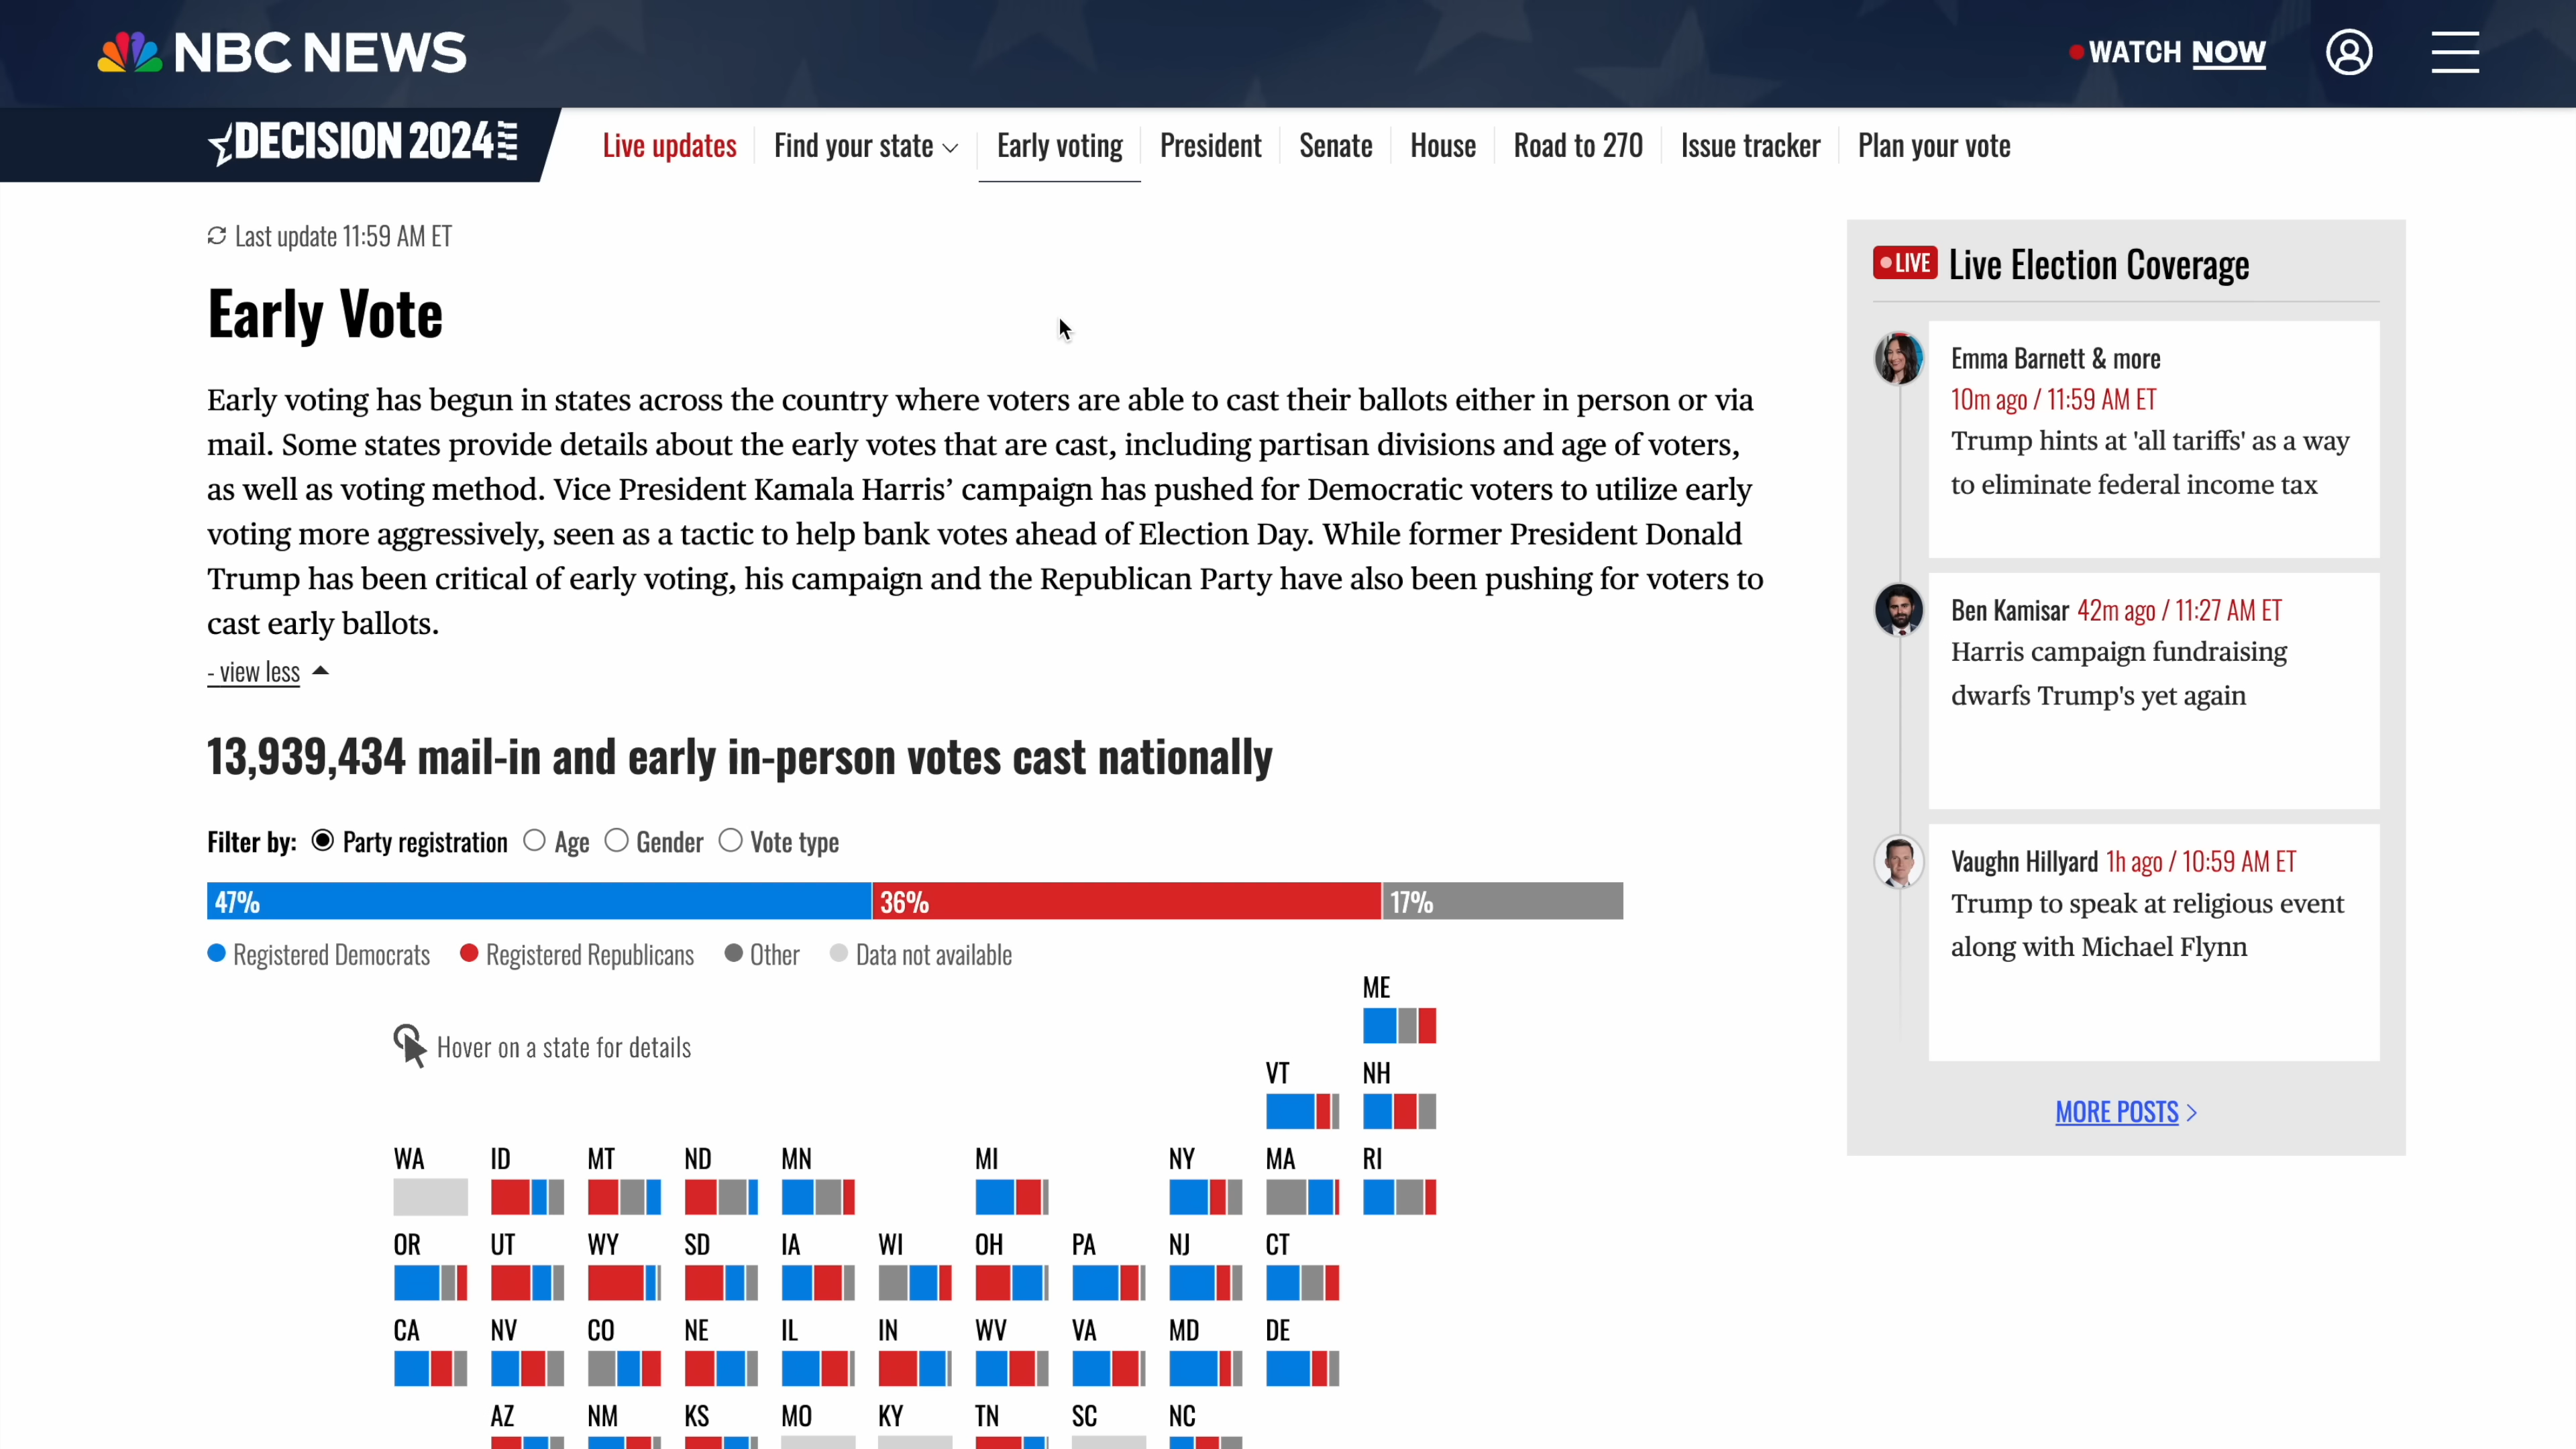 NBC NEWS
WATCH NOW
DECISION 2024
Live updates
Find your state
Early voting
President
Senate
House
Road to 270
Issue tracker
Plan your vote
Last update 11:59 AM ET
Early Vote
Early voting has begun in states across the country where voters are able to cast their ballots either in person or via
mail. Some states provide details about the early votes that are cast, including partisan divisions and age of voters,
as well as voting method. Vice President Kamala Harris’ campaign has pushed for Democratic voters to utilize early
voting more aggressively, seen as a tactic to help bank votes ahead of Election Day. While former President Donald
Trump has been critical of early voting, his campaign and the Republican Party have also been pushing for voters to
cast early ballots.
- view less
13,939,434 mail-in and early in-person votes cast nationally
Filter by: Party registration Age Gender Vote type
47% 36% 17%
Registered Democrats Registered Republicans Other Data not available
Hover on a state for details
ME
VT NH
WA ID MT ND MN MI NY MA RI
OR UT WY SD IA WI OH PA NJ CT
CA NV CO NE IL IN WV VA MD DE
AZ NM KS MO KY TN SC NC
LIVE Live Election Coverage
Emma Barnett & more
10m ago / 11:59 AM ET
Trump hints at 'all tariffs' as a way
to eliminate federal income tax
Ben Kamisar 42m ago / 11:27 AM ET
Harris campaign fundraising
dwarfs Trump's yet again
Vaughn Hillyard 1h ago / 10:59 AM ET
Trump to speak at religious event
along with Michael Flynn
MORE POSTS